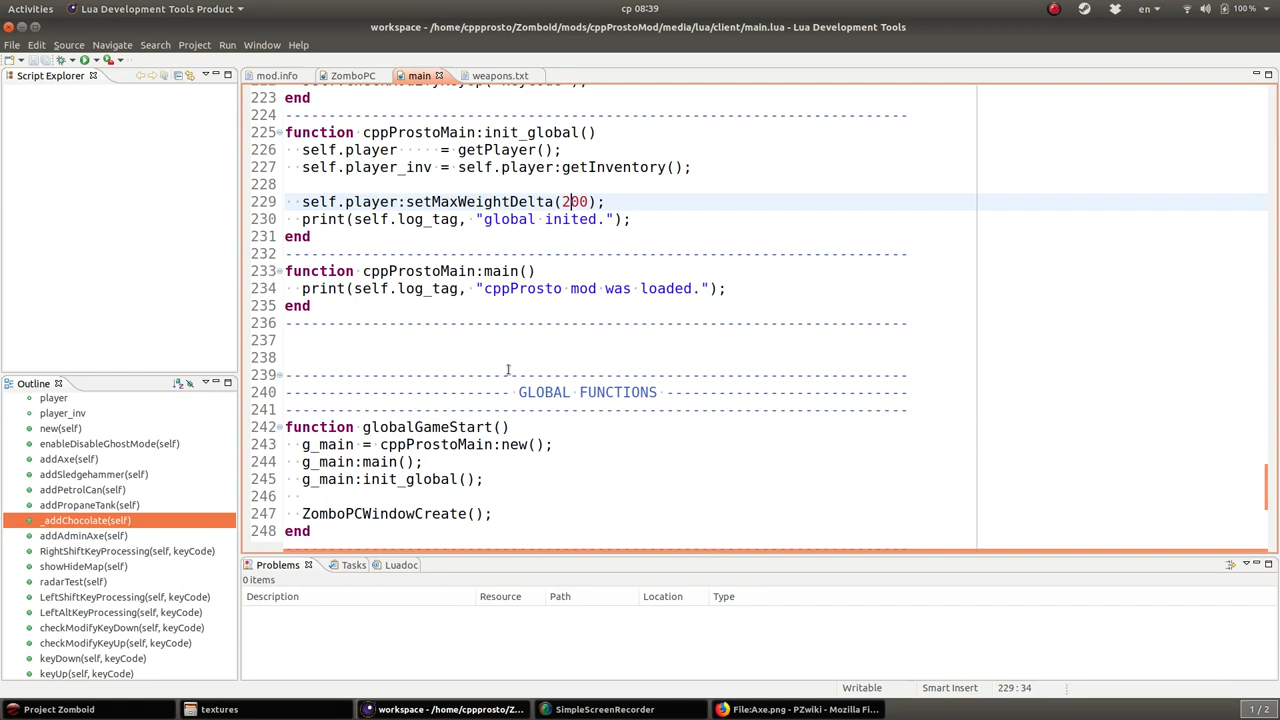 Activities
Lua Development Tools Product
ср 08:39
en
100 %
workspace - /home/cppprosto/Zomboid/mods/cppProstoMod/media/lua/client/main.lua - Lua Development Tools
File Edit Source Navigate Search Project Run Window Help
Script Explorer
mod.info
ZomboPC
main
weapons.txt
223 end
224 ------------------------------------------------------------------------
225 function cppProstoMain:init_global()
226 self.player = getPlayer();
227 self.player_inv = self.player:getInventory();
228
229 self.player:setMaxWeightDelta(200);
230 print(self.log_tag, "global inited.");
231 end
232 ------------------------------------------------------------------------
233 function cppProstoMain:main()
234 print(self.log_tag, "cppProsto mod was loaded.");
235 end
236 ------------------------------------------------------------------------
237
238
239 ------------------------------------------------------------------------
240 -------------------------- GLOBAL FUNCTIONS ----------------------------
241 ------------------------------------------------------------------------
242 function globalGameStart()
243 g_main = cppProstoMain:new();
244 g_main:main();
245 g_main:init_global();
246
247 ZomboPCWindowCreate();
248 end
Outline
player
player_inv
new(self)
enableDisableGhostMode(self)
addAxe(self)
addSledgehammer(self)
addPetrolCan(self)
addPropaneTank(self)
_addChocolate(self)
addAdminAxe(self)
RightShiftKeyProcessing(self, keyCode)
showHideMap(self)
radarTest(self)
LeftShiftKeyProcessing(self, keyCode)
LeftAltKeyProcessing(self, keyCode)
checkModifyKeyDown(self, keyCode)
checkModifyKeyUp(self, keyCode)
keyDown(self, keyCode)
keyUp(self, keyCode)
Problems
Tasks
Luadoc
0 items
Description Resource Path Location Type
Writable Smart Insert 229 : 34
Project Zomboid
textures
workspace - /home/cppprosto/Z...
SimpleScreenRecorder
File:Axe.png - PZwiki - Mozilla Fi...
1 / 2